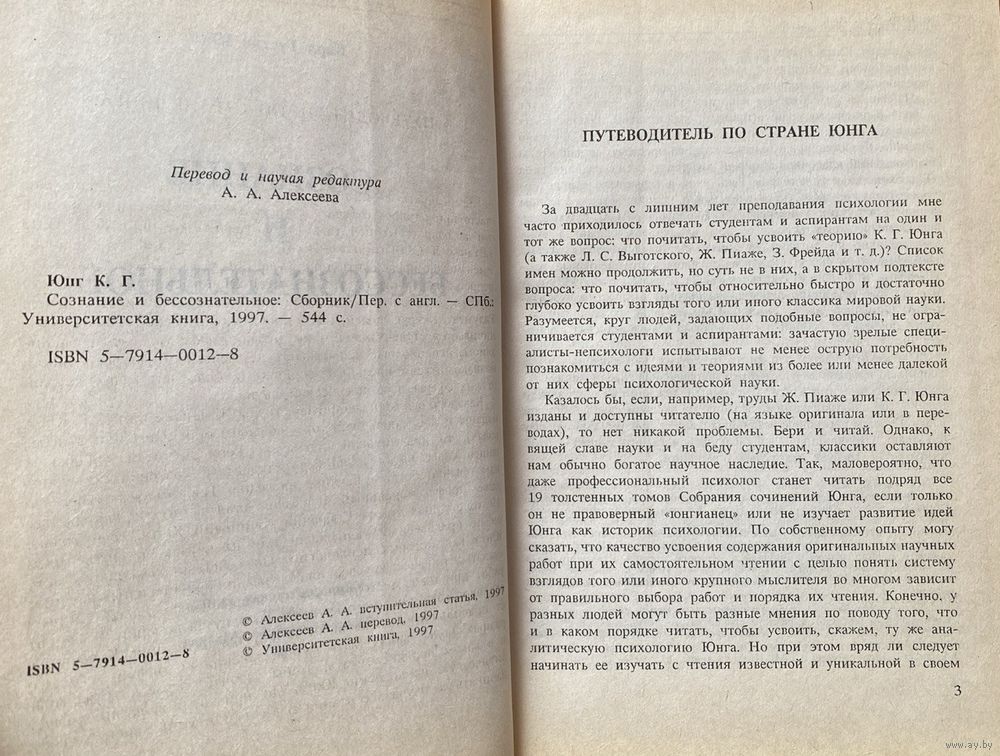 Перевод и научая редактура
А. А. Алексеева
Юнг К. Г.
Сознание и бессознательное: Сборник/Пер. с англ. — СПб.:
Университетская книга, 1997. — 544 с.
ISBN 5—7914—0012—8
© Алексеев А. А. вступительная статья, 1997
© Алексеев А. А. перевод, 1997
© Университетская книга, 1997
ISBN 5—7914—0012—8
ПУТЕВОДИТЕЛЬ ПО СТРАНЕ ЮНГА
За двадцать с лишним лет преподавания психологии мне
часто приходилось отвечать студентам и аспирантам на один и
тот же вопрос: что почитать, чтобы усвоить «теорию» К. Г. Юнга
(а также Л. С. Выготского, Ж. Пиаже, З. Фрейда и т. д.)? Список
имен можно продолжить, но суть не в них, а в скрытом подтексте
вопроса: что почитать, чтобы относительно быстро и достаточно
глубоко усвоить взгляды того или иного классика мировой науки.
Разумеется, круг людей, задающих подобные вопросы, не огра-
ничивается студентами и аспирантами: зачастую зрелые специ-
алисты-непсихологи испытывают не менее острую потребность
познакомиться с идеями и теориями из более или менее далекой
от них сферы психологической науки.
Казалось бы, если, например, труды Ж. Пиаже или К. Г. Юнга
изданы и доступны читателю (на языке оригинала или в пере-
водах), то нет никакой проблемы. Бери и читай. Однако, к
вящей славе науки и на беду студентам, классики оставляют
нам обычно богатое научное наследие. Так, маловероятно, что
даже профессиональный психолог станет читать подряд все
19 толстенных томов Собрания сочинений Юнга, если только
он не правоверный «юнгианец» или не изучает развитие идей
Юнга как историк психологии. По собственному опыту могу
сказать, что качество усвоения содержания оригинальных научных
работ при их самостоятельном чтении с целью понять систему
взглядов того или иного крупного мыслителя во многом зависит
от правильного выбора работ и порядка их чтения. Конечно, у
разных людей могут быть разные мнения по поводу того, что
и в каком порядке читать, чтобы усвоить, скажем, ту же ана-
литическую психологию Юнга. Но при этом вряд ли следует
начинать ее изучать с чтения известной и уникальной в своем
3
www.ay.by